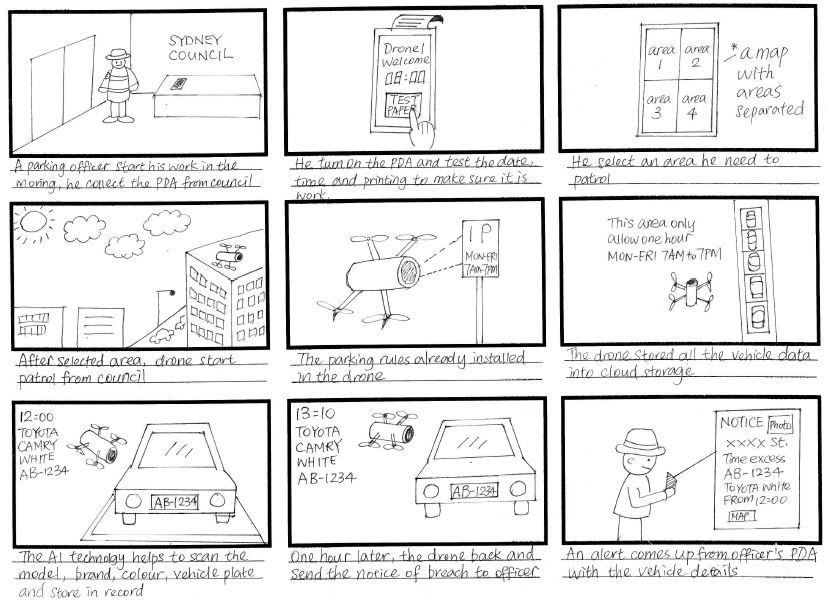 SYDNEY
COUNCIL
A parking officer start his work in the
moring, he collect the PDA from council
Drone1
Welcome
08:00
TEST
PAPER
He turn on the PDA and test the date,
time and printing to make sure it is
work.
area
1
area
2
area
3
area
4
* a map
with
areas
separated
He select an area he need to
patrol
After selected area, drone start
patrol from council
1P
MON-FRI
7AM-7PM
The parking rules already installed
in the drone
This area only
allow one hour
MON-FRI 7AM to 7PM
The drone stored all the vehicle data
into cloud storage
12:00
TOYOTA
CAMRY
WHITE
AB-1234
AB-1234
The AI technology helps to scan the
model, brand, colour, vehicle plate
and store in record
13:10
TOYOTA
CAMRY
WHITE
AB-1234
AB-1234
One hour later, the drone back and
send the notice of breach to officer
NOTICE Photo
XXXX St.
Time excess
AB-1234
TOYOTA White
FROM 12:00
MAP
An alert comes up from officer's PDA
with the vehicle details